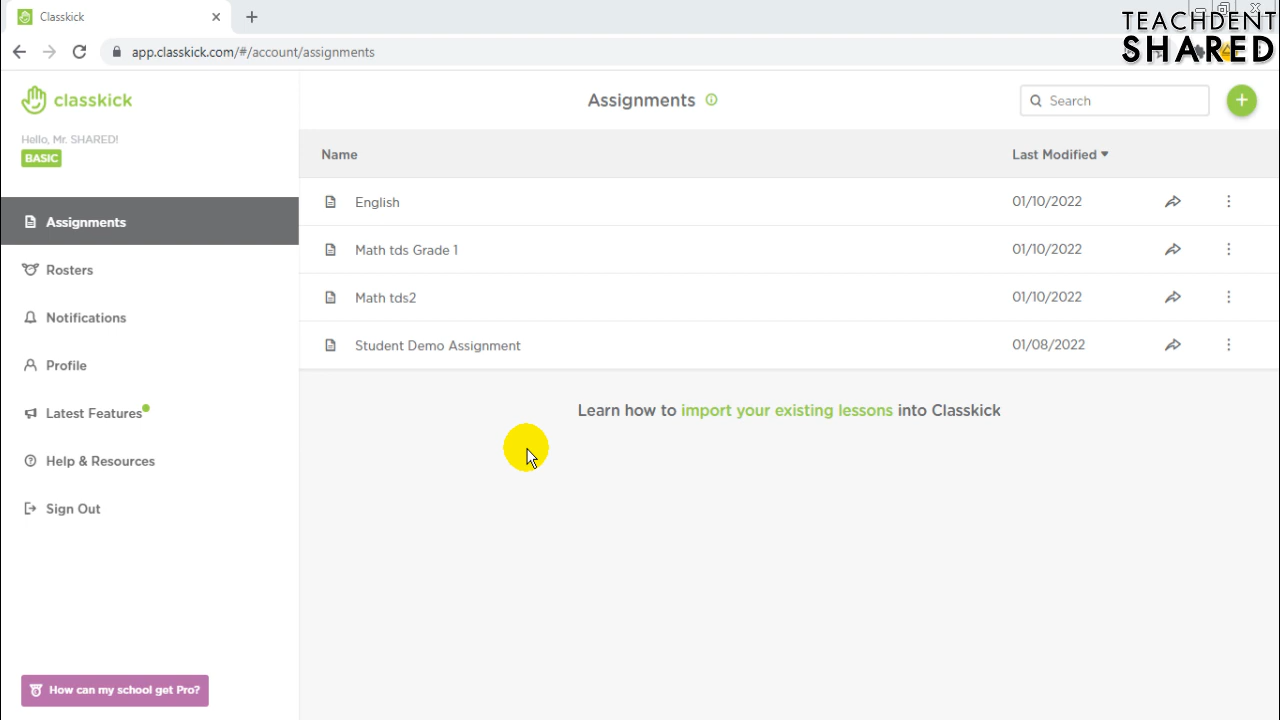 Classkick
TEACHDENT
SHARED
app.classkick.com/#/account/assignments
classkick
Hello, Mr. SHARED!
BASIC
Assignments
Rosters
Notifications
Profile
Latest Features
Help & Resources
Sign Out
How can my school get Pro?
Assignments
Search
Name Last Modified
English 01/10/2022
Math tds Grade 1 01/10/2022
Math tds2 01/10/2022
Student Demo Assignment 01/08/2022
Learn how to import your existing lessons into Classkick